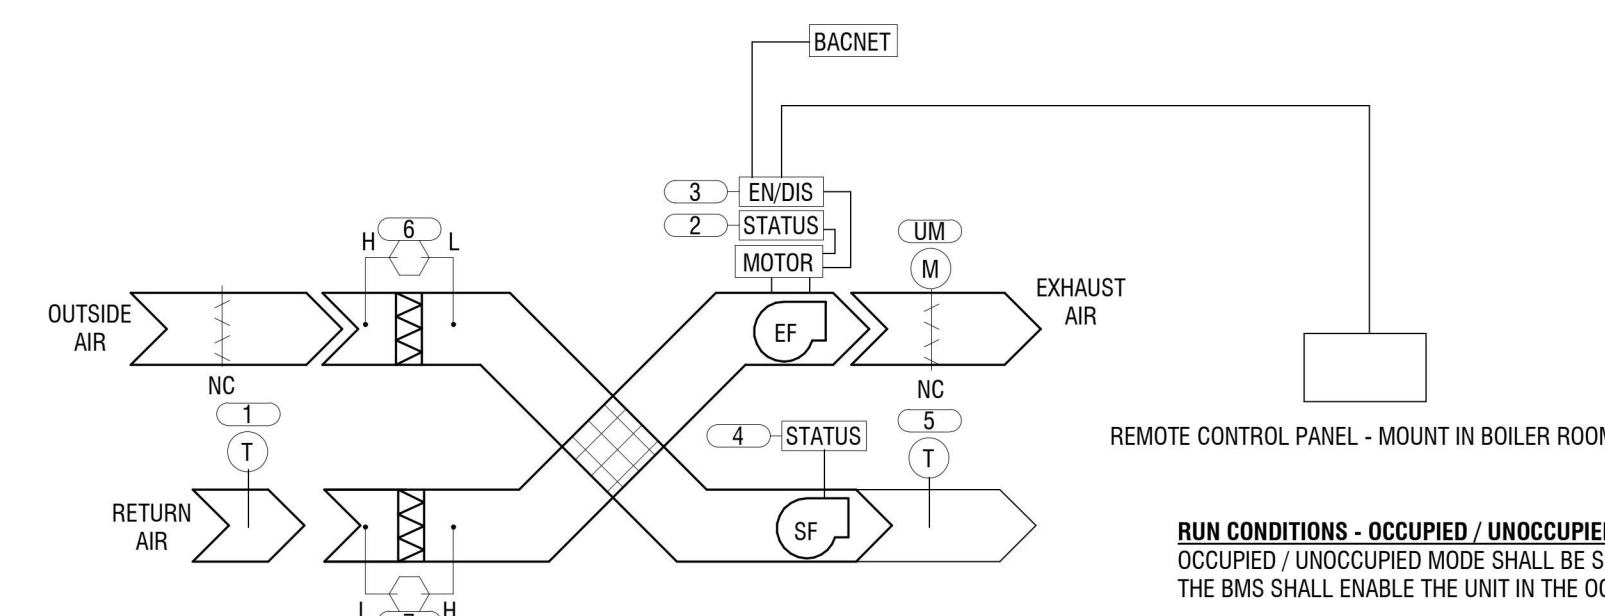 BACNET
3 EN/DIS
2 STATUS
UM
6
H L
MOTOR
M
EXHAUST
AIR
OUTSIDE
AIR
EF
NC
NC
1
5
4 STATUS
T
T
REMOTE CONTROL PANEL - MOUNT IN BOILER ROOM
RETURN
AIR
SF
RUN CONDITIONS - OCCUPIED / UNOCCUPIED
OCCUPIED / UNOCCUPIED MODE SHALL BE S
THE BMS SHALL ENABLE THE UNIT IN THE OC
L H